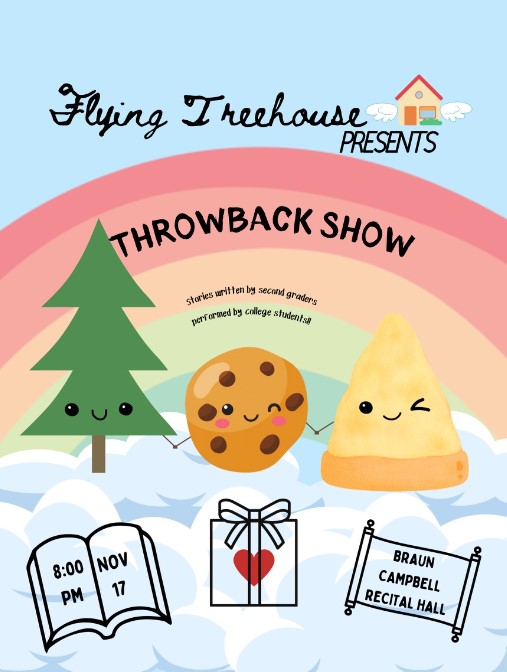 Flying Treehouse
PRESENTS
THROWBACK SHOW
stories written by second graders
performed by college students!!
8:00 PM
NOV 17
BRAUN
CAMPBELL
RECITAL HALL